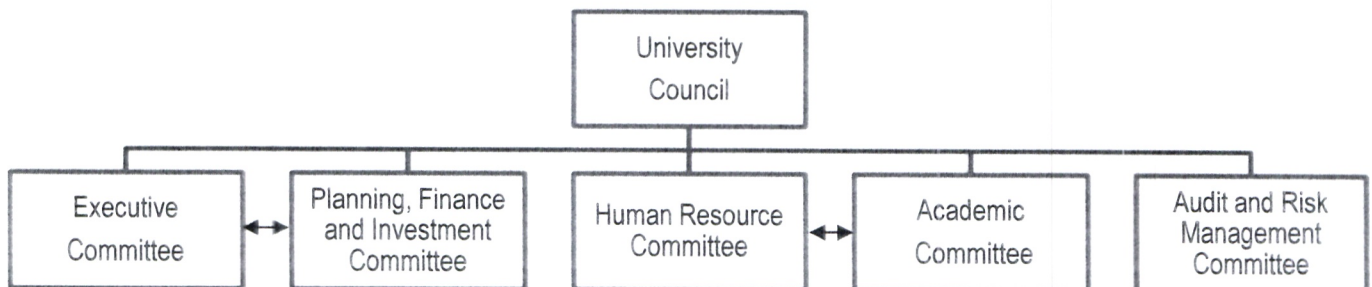 University
Council
Executive
Committee
Planning, Finance
and Investment
Committee
Human Resource
Committee
Academic
Committee
Audit and Risk
Management
Committee